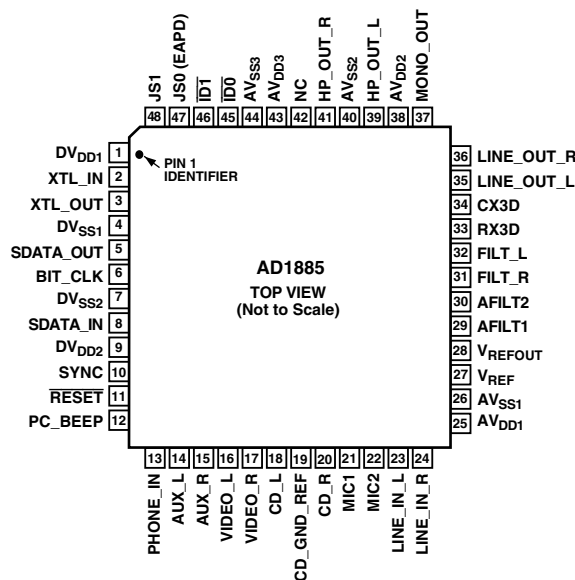 JS1
JS0 (EAPD)
ID1
ID0
AVSS3
AVDD3
NC
HP_OUT_R
AVSS2
HP_OUT_L
AVDD2
MONO_OUT
48 47 46 45 44 43 42 41 40 39 38 37
DVDD1 1
XTL_IN 2
XTL_OUT 3
DVSS1 4
SDATA_OUT 5
BIT_CLK 6
DVSS2 7
SDATA_IN 8
DVDD2 9
SYNC 10
RESET 11
PC_BEEP 12
PIN 1
IDENTIFIER
AD1885
TOP VIEW
(Not to Scale)
36 LINE_OUT_R
35 LINE_OUT_L
34 CX3D
33 RX3D
32 FILT_L
31 FILT_R
30 AFILT2
29 AFILT1
28 VREFOUT
27 VREF
26 AVSS1
25 AVDD1
13 14 15 16 17 18 19 20 21 22 23 24
PHONE_IN
AUX_L
AUX_R
VIDEO_L
VIDEO_R
CD_L
CD_GND_REF
CD_R
MIC1
MIC2
LINE_IN_L
LINE_IN_R